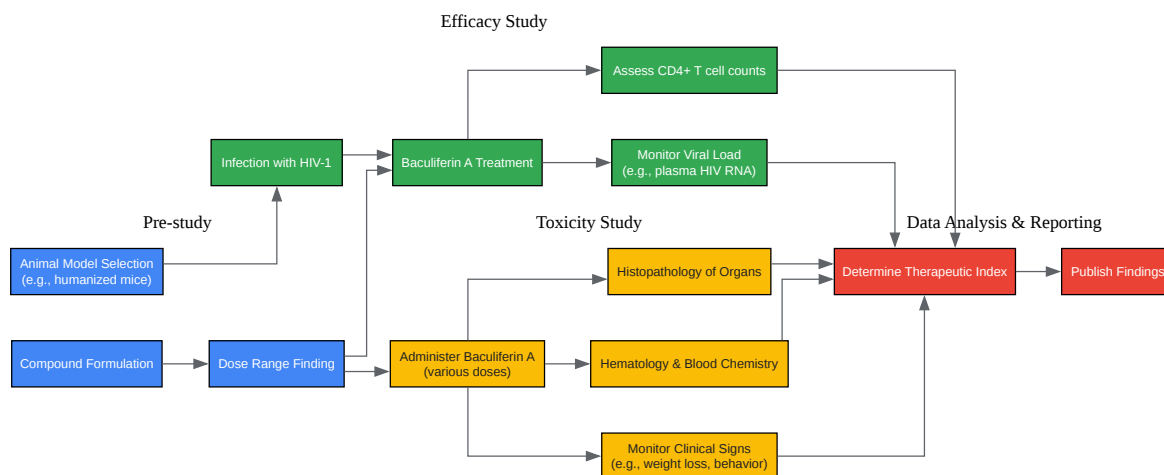 Efficacy Study
Assess CD4+ T cell counts
Infection with HIV-1
Baculiferin A Treatment
Monitor Viral Load
(e.g., plasma HIV RNA)
Pre-study
Toxicity Study
Data Analysis & Reporting
Animal Model Selection
(e.g., humanized mice)
Histopathology of Organs
Determine Therapeutic Index
Publish Findings
Compound Formulation
Dose Range Finding
Administer Baculiferin A
(various doses)
Hematology & Blood Chemistry
Monitor Clinical Signs
(e.g., weight loss, behavior)